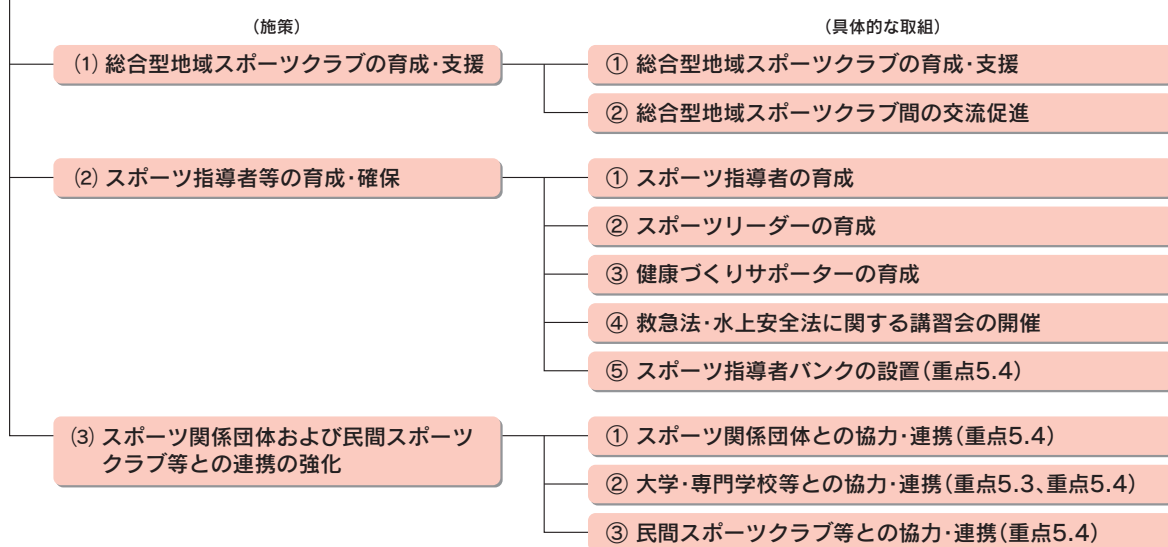 (施策)
(具体的な取組)
(1) 総合型地域スポーツクラブの育成・支援
① 総合型地域スポーツクラブの育成・支援
② 総合型地域スポーツクラブ間の交流促進
(2) スポーツ指導者等の育成・確保
① スポーツ指導者の育成
② スポーツリーダーの育成
③ 健康づくりサポーターの育成
④ 救急法・水上安全法に関する講習会の開催
⑤ スポーツ指導者バンクの設置(重点5.4)
(3) スポーツ関係団体および民間スポーツ
クラブ等との連携の強化
① スポーツ関係団体との協力・連携(重点5.4)
② 大学・専門学校等との協力・連携(重点5.3、重点5.4)
③ 民間スポーツクラブ等との協力・連携(重点5.4)